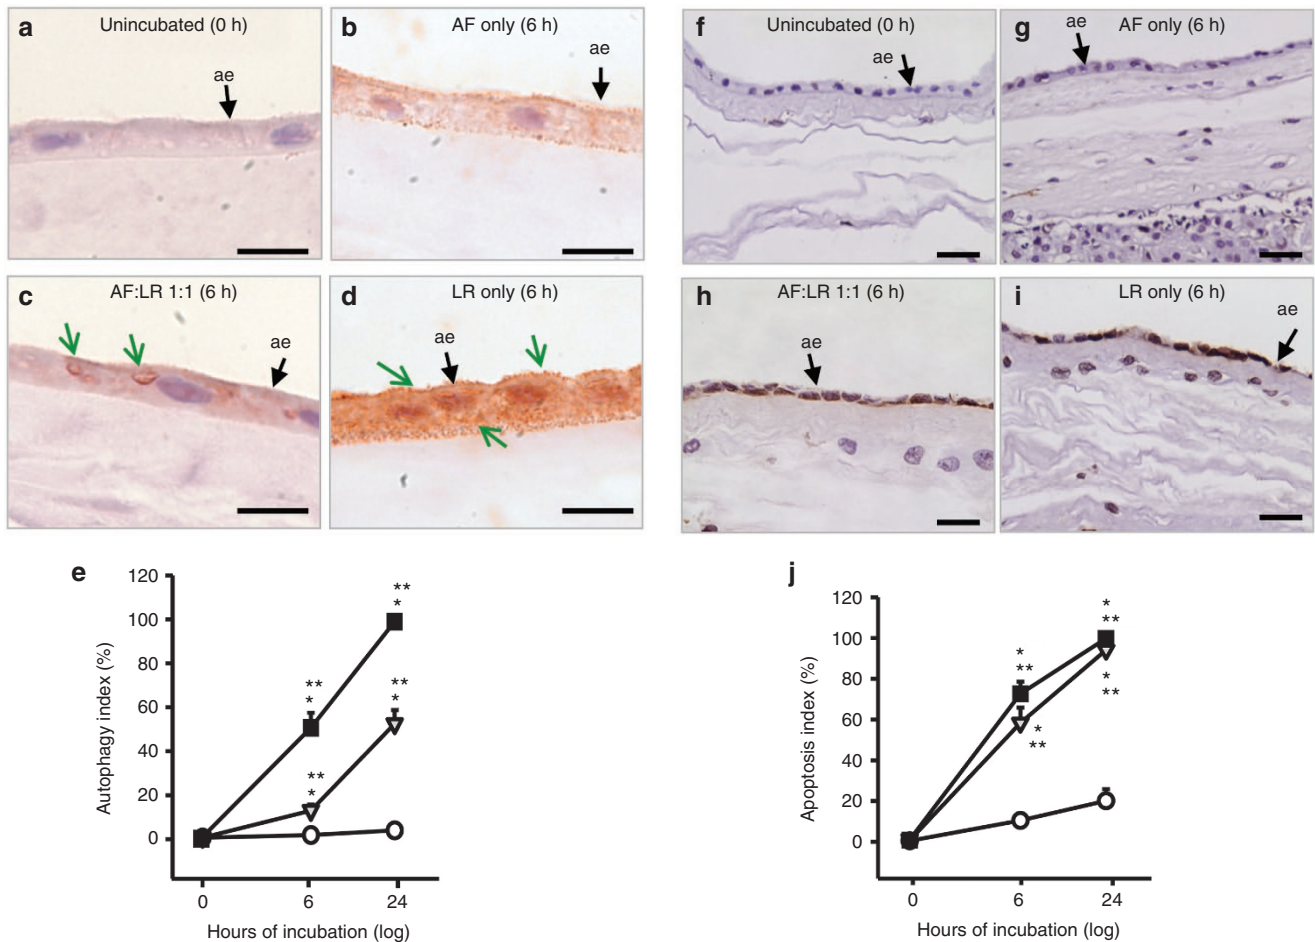 a
Unincubated (0 h)
ae
b
AF only (6 h)
ae
c
AF:LR 1:1 (6 h)
ae
d
LR only (6 h)
ae
e
120
100
80
60
40
20
0
Autophagy index (%)
**
*
**
*
**
*
**
*
0
6
24
Hours of incubation (log)
f
Unincubated (0 h)
ae
g
AF only (6 h)
ae
h
AF:LR 1:1 (6 h)
ae
i
LR only (6 h)
ae
j
120
100
80
60
40
20
0
Apoptosis index (%)
*
**
*
**
*
**
*
**
0
6
24
Hours of incubation (log)